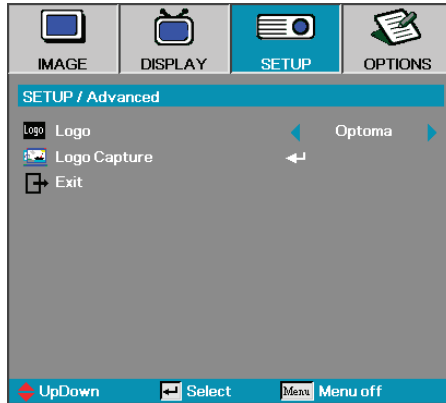 IMAGE DISPLAY SETUP OPTIONS
SETUP / Advanced
Logo Logo Optoma
Logo Capture
Exit
UpDown Select Menu Menu off